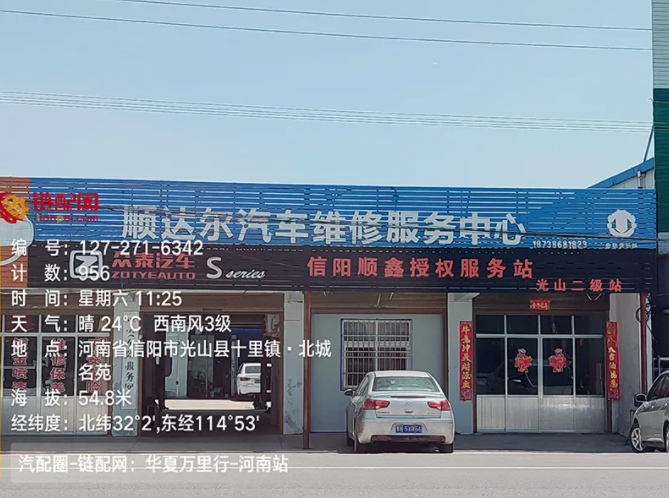 链配网
顺达尔汽车维修服务中心
18738681823
众泰汽车
ZOTYEAUTO
S series
信阳顺鑫授权服务站
光山二级站
编 号: 127-271-6342
计 数: 956
时 间: 星期六 11:25
天 气: 晴 24°C 西南风3级
地 点: 河南省信阳市光山县十里镇·北城
名苑
海 拔: 54.8米
经纬度: 北纬32°2',东经114°53'
汽配圈-链配网: 华夏万里行-河南站